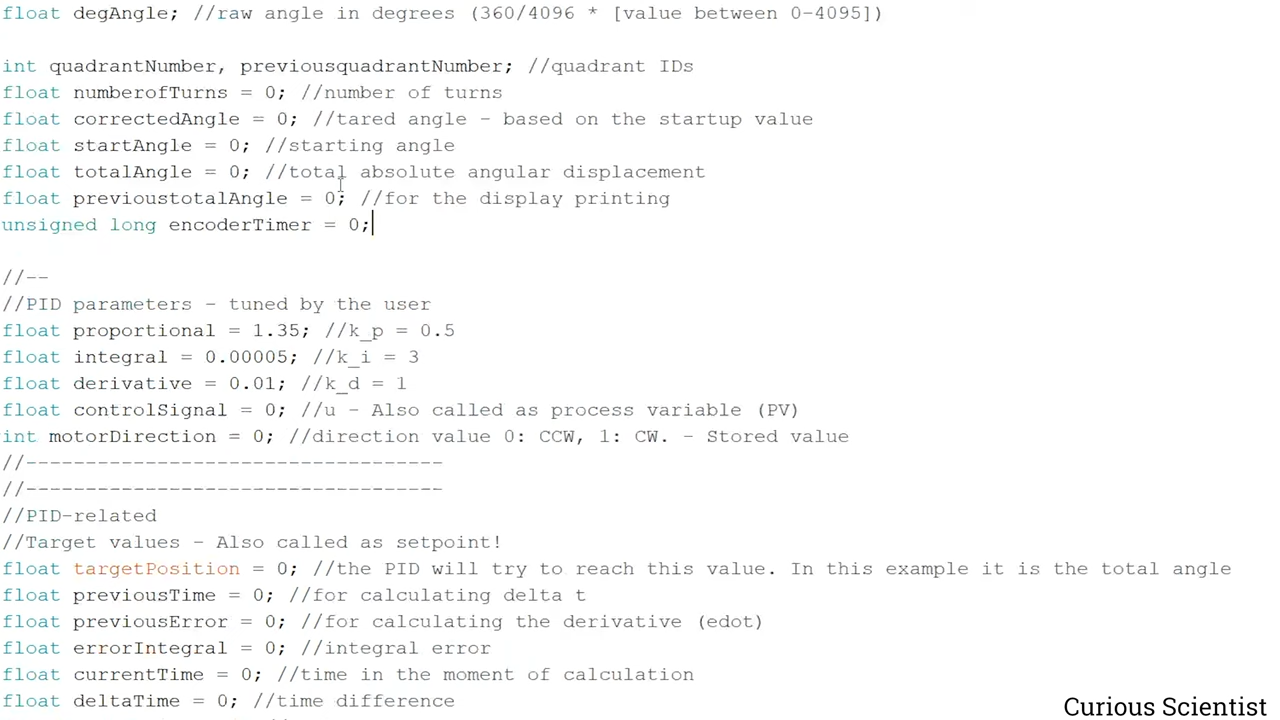 float degAngle; //raw angle in degrees (360/4096 * [value between 0-4095])
int quadrantNumber, previousquadrantNumber; //quadrant IDs
float numberofTurns = 0; //number of turns
float correctedAngle = 0; //tared angle - based on the startup value
float startAngle = 0; //starting angle
float totalAngle = 0; //total absolute angular displacement
float previoustotalAngle = 0; //for the display printing
unsigned long encoderTimer = 0;
//--
//PID parameters - tuned by the user
float proportional = 1.35; //k_p = 0.5
float integral = 0.00005; //k_i = 3
float derivative = 0.01; //k_d = 1
float controlSignal = 0; //u - Also called as process variable (PV)
int motorDirection = 0; //direction value 0: CCW, 1: CW. - Stored value
//-----------------------------------
//-----------------------------------
//PID-related
//Target values - Also called as setpoint!
float targetPosition = 0; //the PID will try to reach this value. In this example it is the total angle
float previousTime = 0; //for calculating delta t
float previousError = 0; //for calculating the derivative (edot)
float errorIntegral = 0; //integral error
float currentTime = 0; //time in the moment of calculation
float deltaTime = 0; //time difference
Curious Scientist